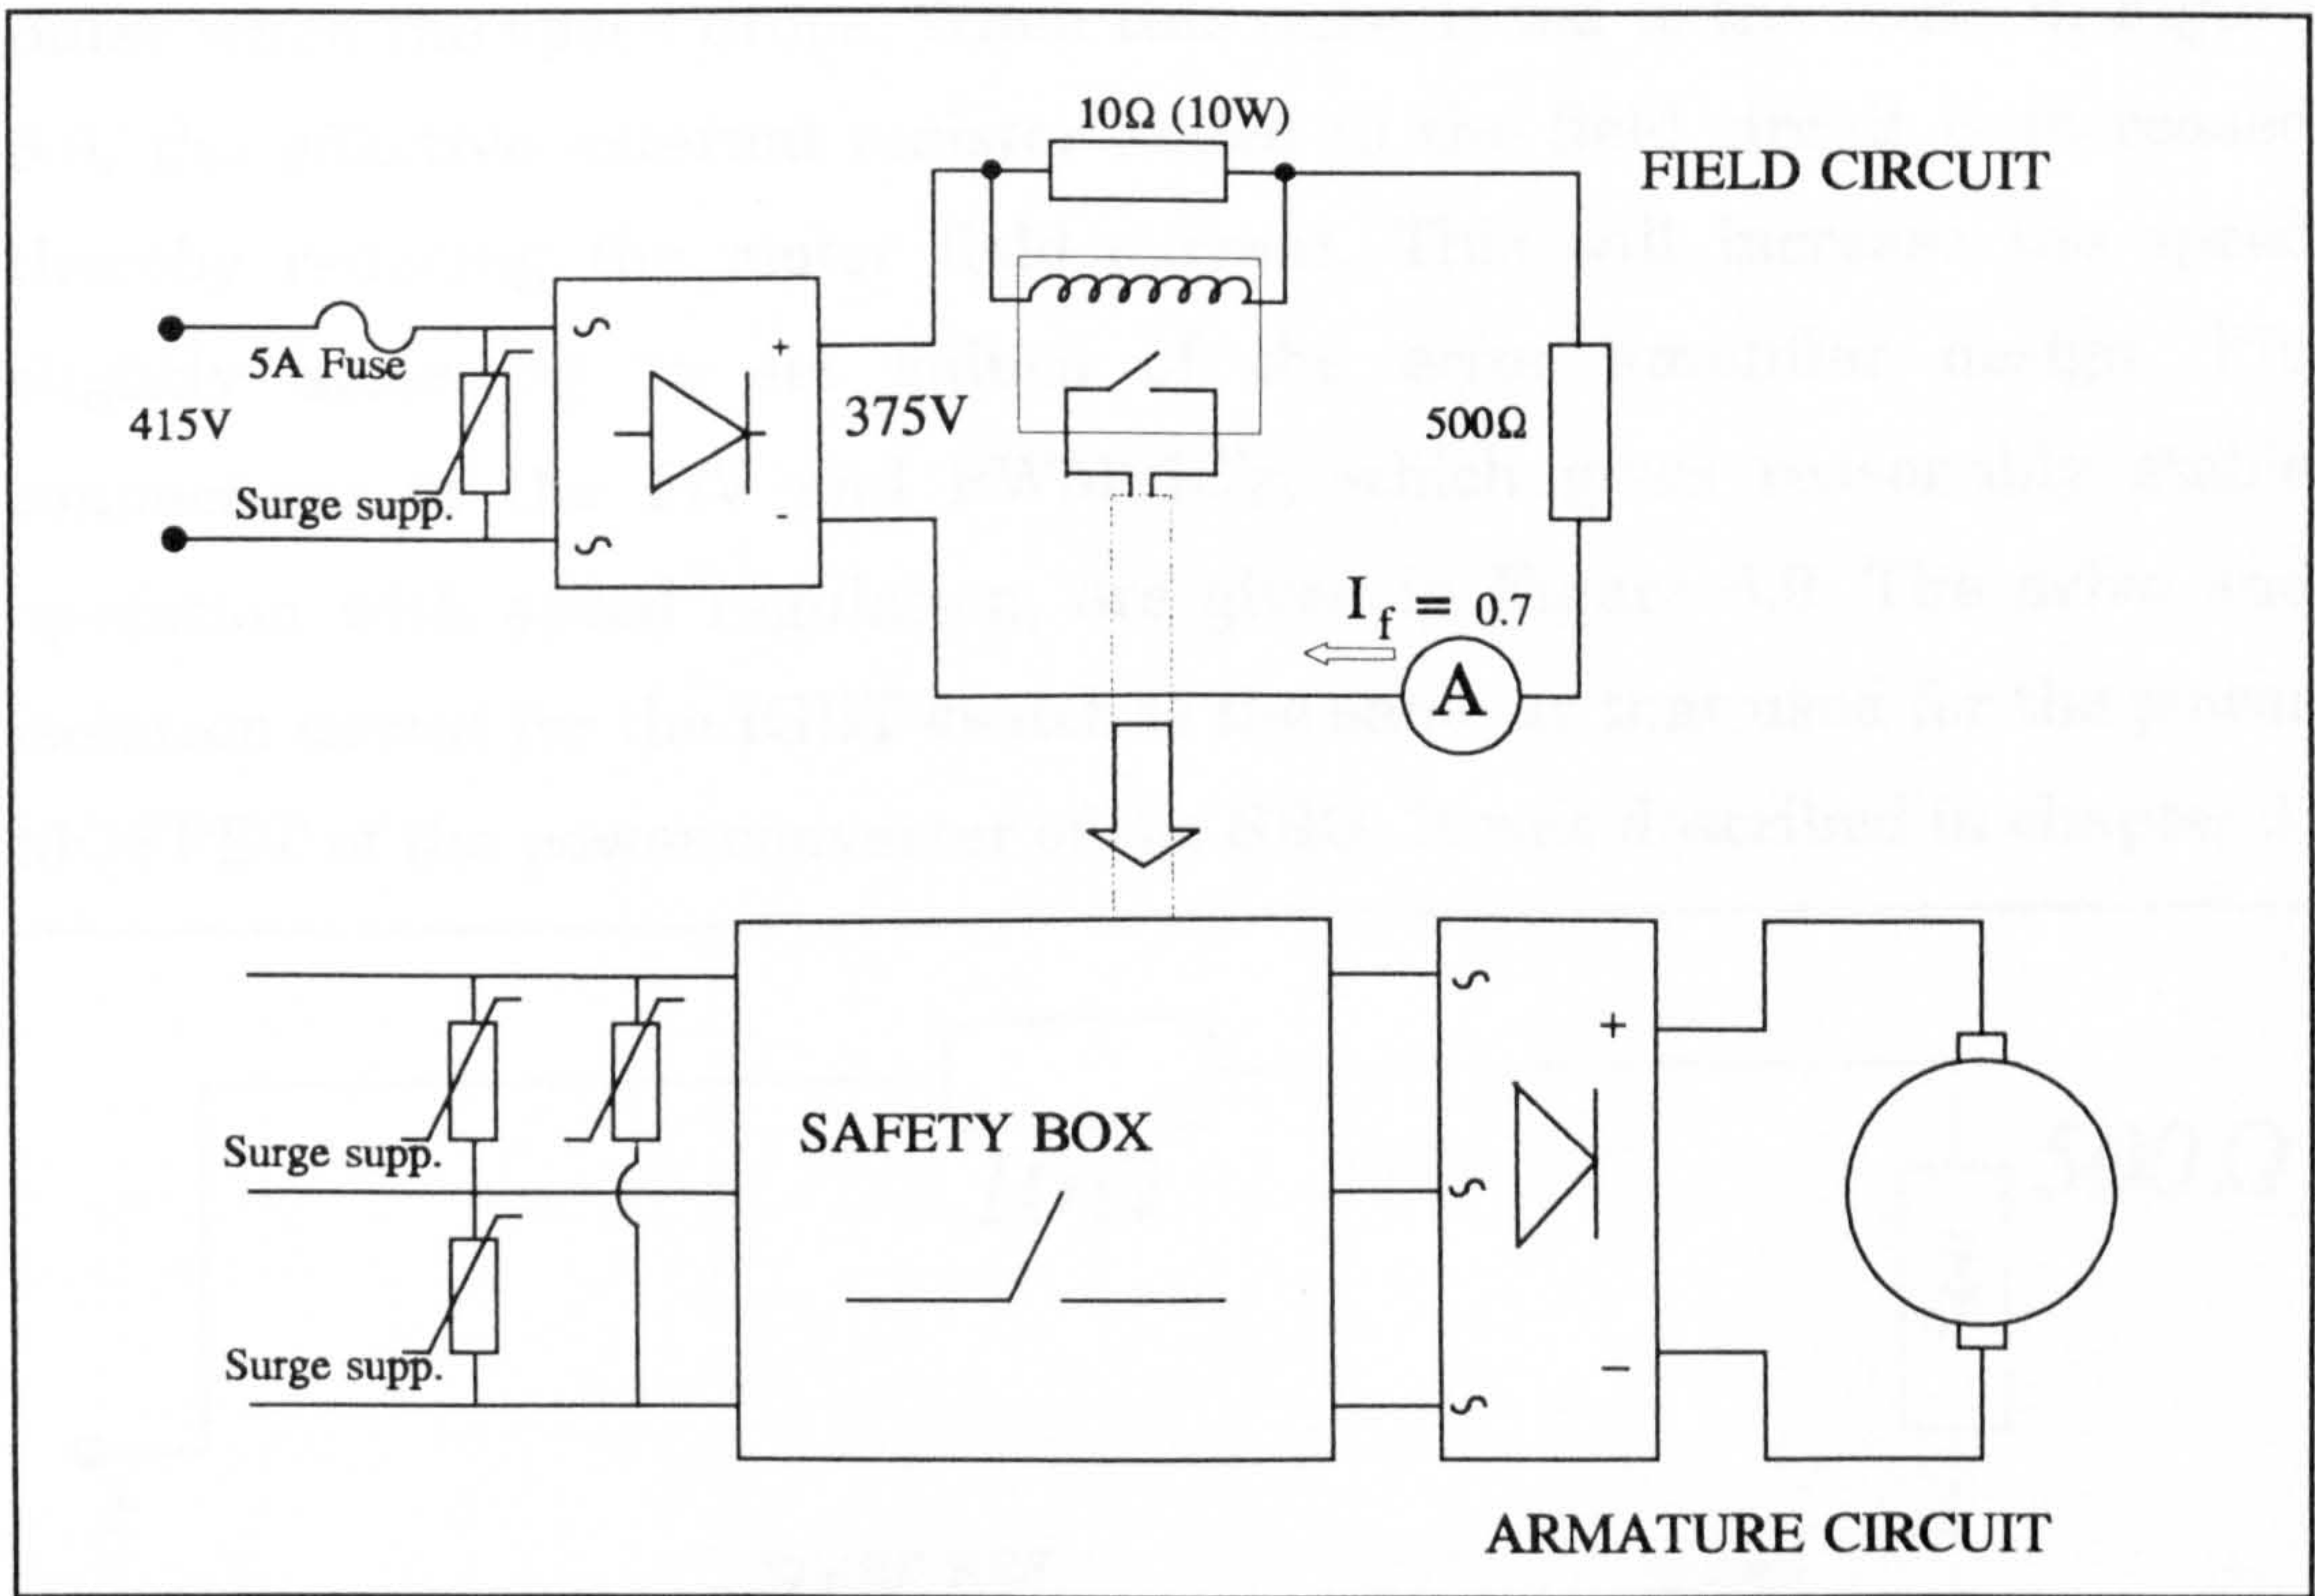 10Ω (10W)
FIELD CIRCUIT
5A Fuse
415V
Surge supp.
+
-
375V
500Ω
I_f = 0.7
A
Surge supp.
Surge supp.
SAFETY BOX
+
−
ARMATURE CIRCUIT